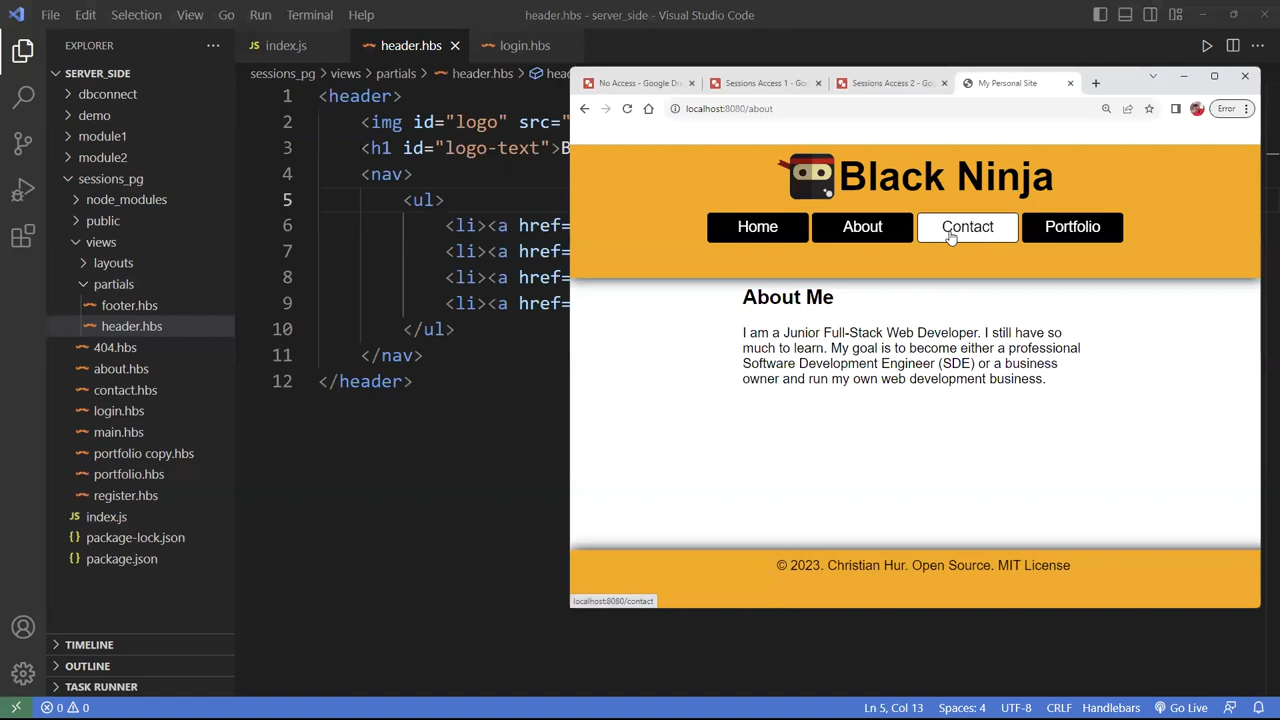 File Edit Selection View Go Run Terminal Help
header.hbs - server_side - Visual Studio Code
EXPLORER
SERVER_SIDE
dbconnect
demo
module1
module2
sessions_pg
node_modules
public
views
layouts
partials
footer.hbs
header.hbs
404.hbs
about.hbs
contact.hbs
login.hbs
main.hbs
portfolio copy.hbs
portfolio.hbs
register.hbs
index.js
package-lock.json
package.json
TIMELINE
OUTLINE
TASK RUNNER
index.js header.hbs login.hbs
sessions_pg > views > partials > header.hbs >
1 <header>
2 <img id="logo" src="
3 <h1 id="logo-text">B
4 <nav>
5 <ul>
6 <li><a href=
7 <li><a href=
8 <li><a href=
9 <li><a href=
10 </ul>
11 </nav>
12 </header>
No Access - Google Dr Sessions Access 1 - Goo Sessions Access 2 - Goo My Personal Site
localhost:8080/about
Error
Black Ninja
Home About Contact Portfolio
About Me
I am a Junior Full-Stack Web Developer. I still have so
much to learn. My goal is to become either a professional
Software Development Engineer (SDE) or a business
owner and run my own web development business.
© 2023. Christian Hur. Open Source. MIT License
localhost:8080/contact
0 0
Ln 5, Col 13 Spaces: 4 UTF-8 CRLF Handlebars Go Live